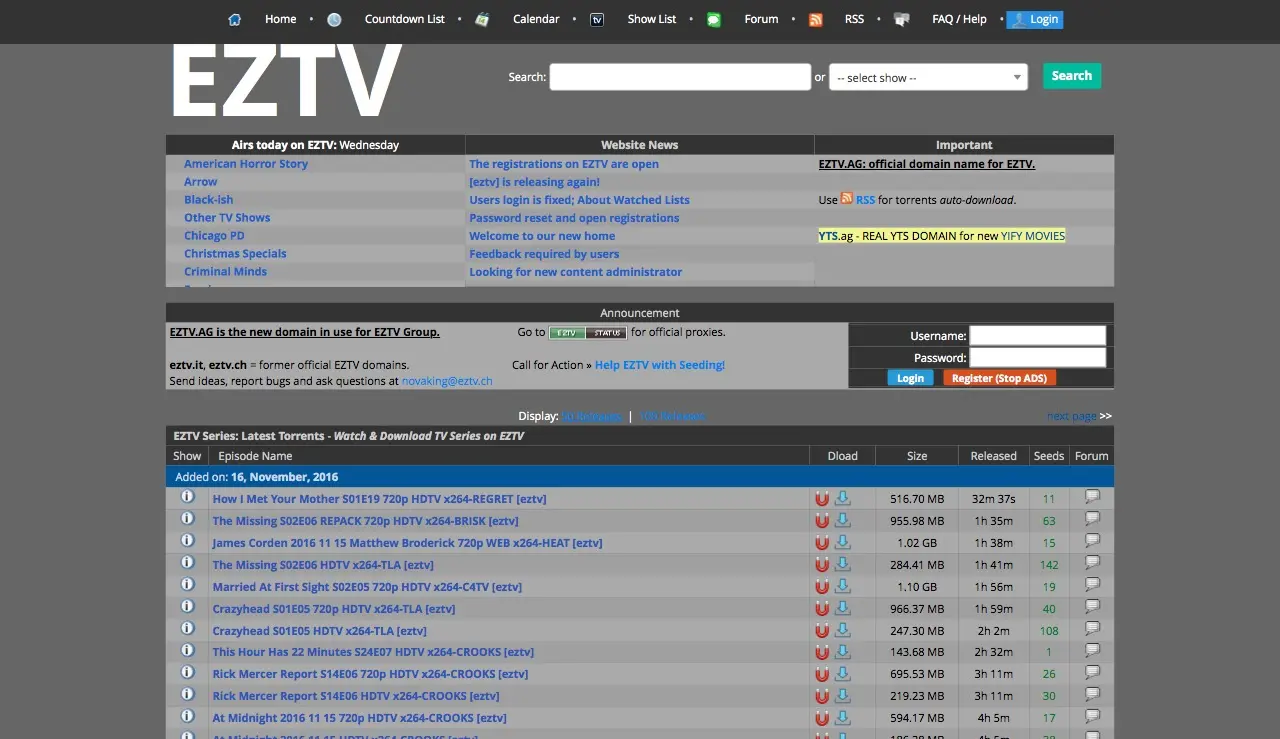 Home • Countdown List • Calendar • Show List • Forum • RSS • FAQ / Help • Login
EZTV
Search: or -- select show -- Search
Airs today on EZTV: Wednesday
American Horror Story
Arrow
Black-ish
Other TV Shows
Chicago PD
Christmas Specials
Criminal Minds
Website News
The registrations on EZTV are open
[eztv] is releasing again!
Users login is fixed; About Watched Lists
Password reset and open registrations
Welcome to our new home
Feedback required by users
Looking for new content administrator
Important
EZTV.AG: official domain name for EZTV.
Use RSS for torrents auto-download.
YTS.ag - REAL YTS DOMAIN for new YIFY MOVIES
Announcement
EZTV.AG is the new domain in use for EZTV Group.
eztv.it, eztv.ch = former official EZTV domains.
Send ideas, report bugs and ask questions at novaking@eztv.ch
Go to EZTV STATUS for official proxies.
Call for Action » Help EZTV with Seeding!
Username:
Password:
Login Register (Stop ADS)
Display: 50 Releases | 100 Releases
next page >>
EZTV Series: Latest Torrents - Watch & Download TV Series on EZTV
Show Episode Name Dload Size Released Seeds Forum
Added on: 16, November, 2016
How I Met Your Mother S01E19 720p HDTV x264-REGRET [eztv] 516.70 MB 32m 37s 11
The Missing S02E06 REPACK 720p HDTV x264-BRISK [eztv] 955.98 MB 1h 35m 63
James Corden 2016 11 15 Matthew Broderick 720p WEB x264-HEAT [eztv] 1.02 GB 1h 38m 15
The Missing S02E06 HDTV x264-TLA [eztv] 284.41 MB 1h 41m 142
Married At First Sight S02E05 720p HDTV x264-C4TV [eztv] 1.10 GB 1h 56m 19
Crazyhead S01E05 720p HDTV x264-TLA [eztv] 966.37 MB 1h 59m 40
Crazyhead S01E05 HDTV x264-TLA [eztv] 247.30 MB 2h 2m 108
This Hour Has 22 Minutes S24E07 HDTV x264-CROOKS [eztv] 143.68 MB 2h 32m 1
Rick Mercer Report S14E06 720p HDTV x264-CROOKS [eztv] 695.53 MB 3h 11m 26
Rick Mercer Report S14E06 HDTV x264-CROOKS [eztv] 219.23 MB 3h 11m 30
At Midnight 2016 11 15 720p HDTV x264-CROOKS [eztv] 594.17 MB 4h 5m 17